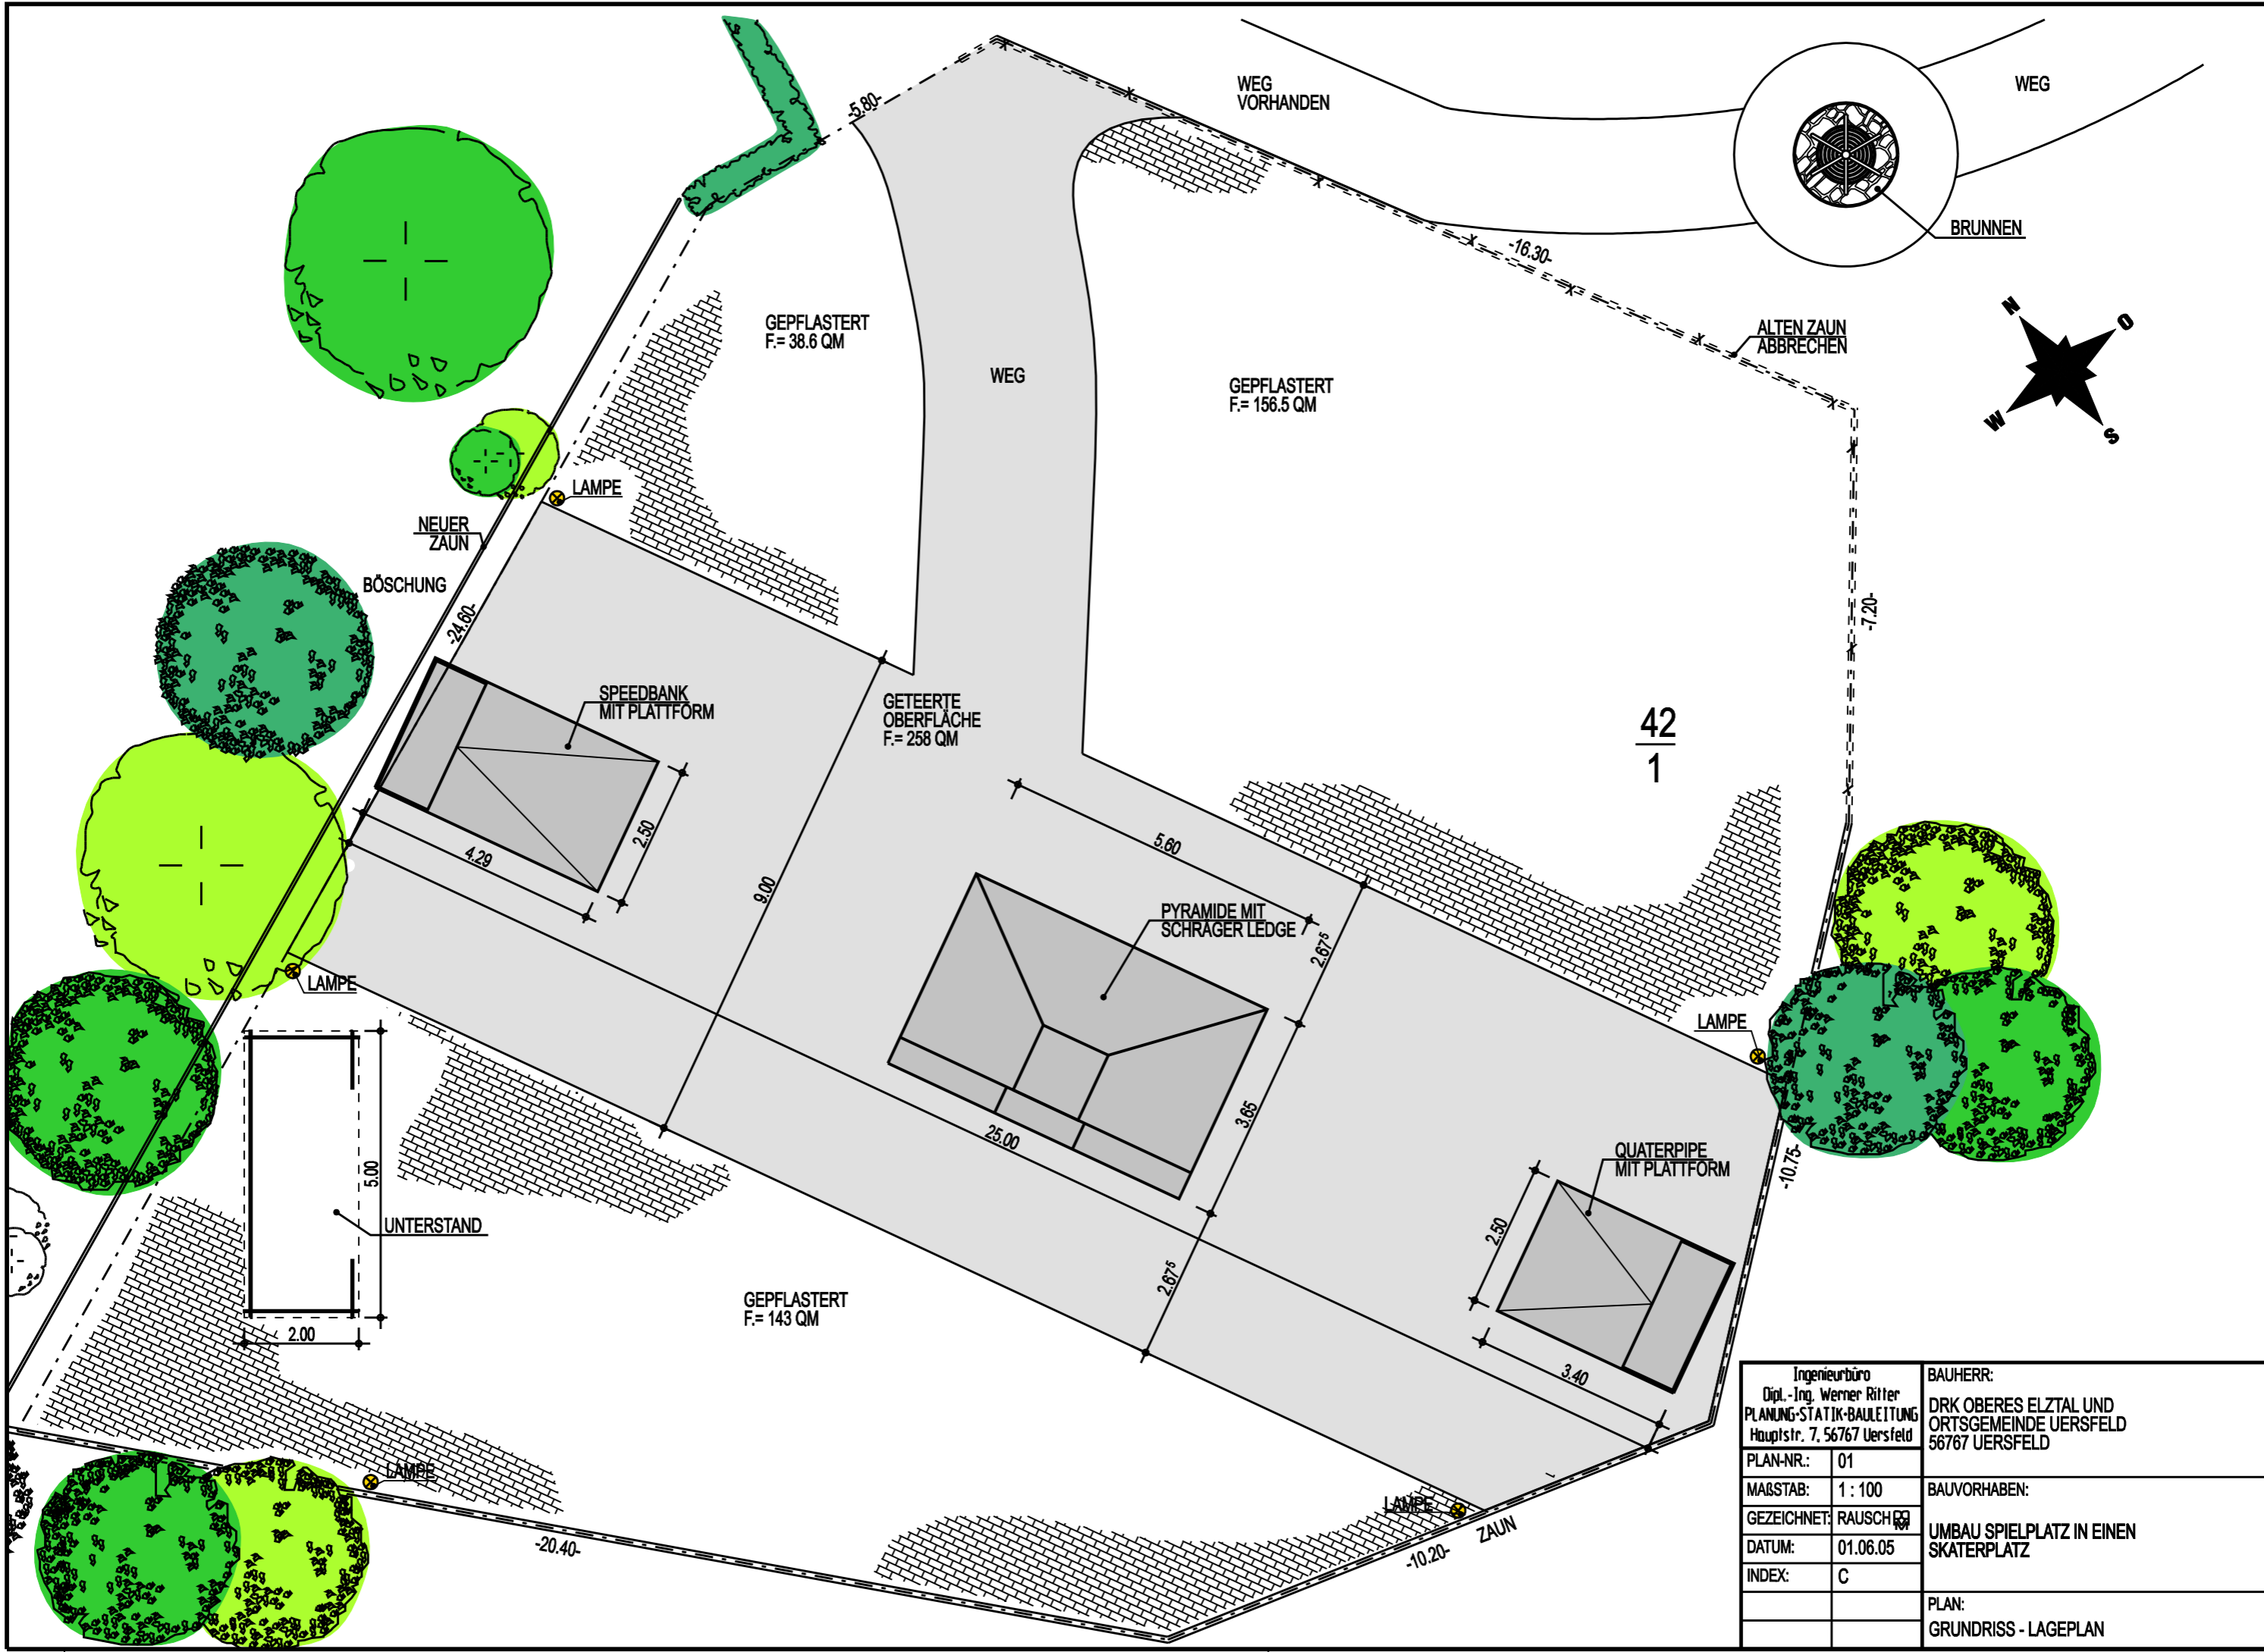 -5.80-
WEG
VORHANDEN
WEG
BRUNNEN
-16.30-
N
O
W
S
ALTEN ZAUN
ABBRECHEN
GEPFLASTERT
F.= 38.6 QM
WEG
GEPFLASTERT
F.= 156.5 QM
LAMPE
NEUER
ZAUN
BÖSCHUNG
-24.60-
-7.20-
SPEEDBANK
MIT PLATTFORM
GETEERTE
OBERFLÄCHE
F.= 258 QM
42
1
2.50
4.29
9.00
5.60
PYRAMIDE MIT
SCHRÄGER LEDGE
2.67⁵
LAMPE
LAMPE
3.65
25.00
5.00
UNTERSTAND
QUATERPIPE
MIT PLATTFORM
-10.75-
2.50
2.67⁵
GEPFLASTERT
F.= 143 QM
2.00
3.40
LAMPE
LAMPE
ZAUN
-20.40-
-10.20-
Ingenieurbüro
Dipl.-Ing. Werner Ritter
PLANUNG-STATIK-BAULEITUNG
Hauptstr. 7, 56767 Uersfeld
BAUHERR:
DRK OBERES ELZTAL UND
ORTSGEMEINDE UERSFELD
56767 UERSFELD
PLAN-NR.: 01
MAßSTAB: 1 : 100
GEZEICHNET: RAUSCH
DATUM: 01.06.05
INDEX: C
BAUVORHABEN:
UMBAU SPIELPLATZ IN EINEN
SKATERPLATZ
PLAN:
GRUNDRISS - LAGEPLAN